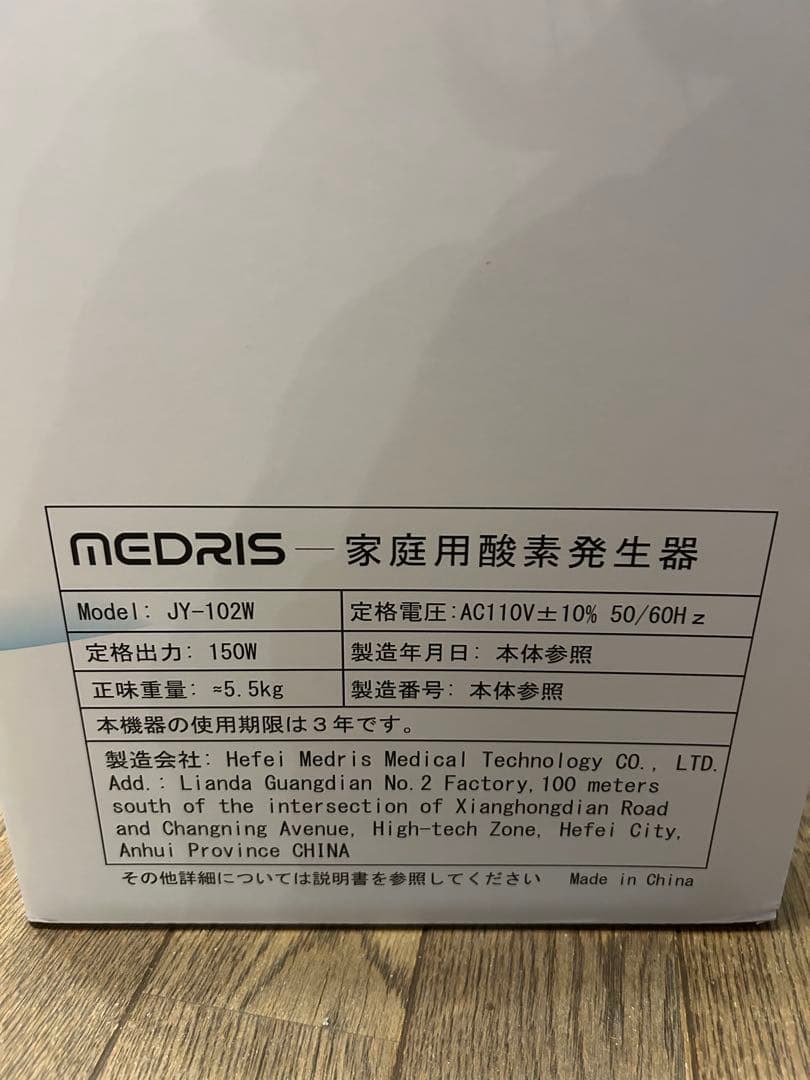 MEDRIS—家庭用酸素発生器
Model: JY-102W 定格電圧:AC110V±10% 50/60Hz
定格出力: 150W 製造年月日: 本体参照
正味重量: ≈5.5kg 製造番号: 本体参照
本機器の使用期限は3年です。
製造会社: Hefei Medris Medical Technology CO., LTD.
Add.: Lianda Guangdian No.2 Factory,100 meters
south of the intersection of Xianghongdian Road
and Changning Avenue, High-tech Zone, Hefei City,
Anhui Province CHINA
その他詳細については説明書を参照してください Made in China